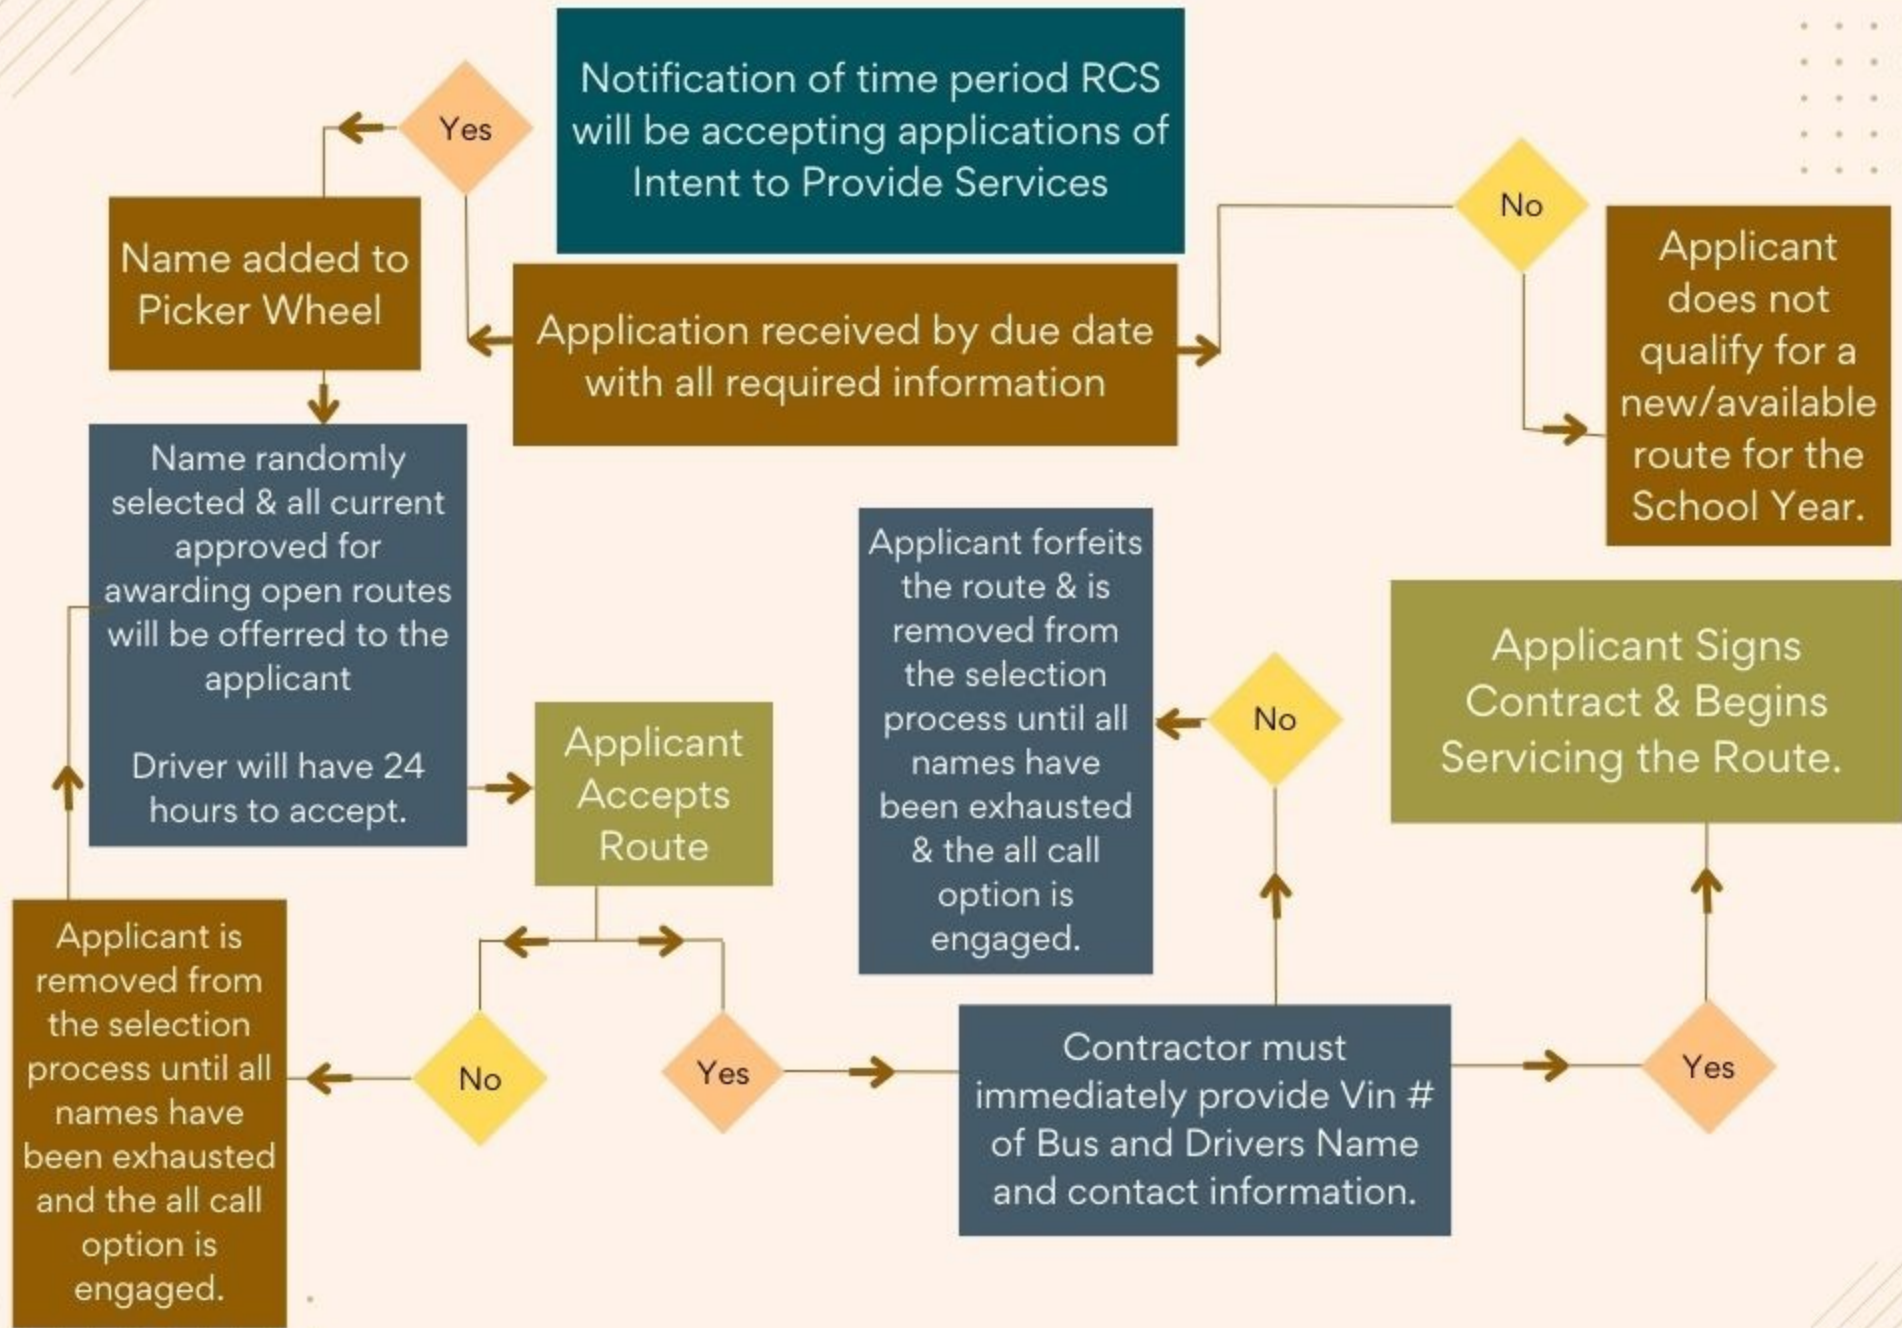 Notification of time period RCS
will be accepting applications of
Intent to Provide Services
Yes
No
Name added to
Picker Wheel
Application received by due date
with all required information
Applicant
does not
qualify for a
new/available
route for the
School Year.
Name randomly
selected & all current
approved for
awarding open routes
will be offerred to the
applicant
Driver will have 24
hours to accept.
Applicant
Accepts
Route
Applicant forfeits
the route & is
removed from
the selection
process until all
names have
been exhausted
& the all call
option is
engaged.
No
Applicant Signs
Contract & Begins
Servicing the Route.
Applicant is
removed from
the selection
process until all
names have
been exhausted
and the all call
option is
engaged.
No
Yes
Contractor must
immediately provide Vin #
of Bus and Drivers Name
and contact information.
Yes